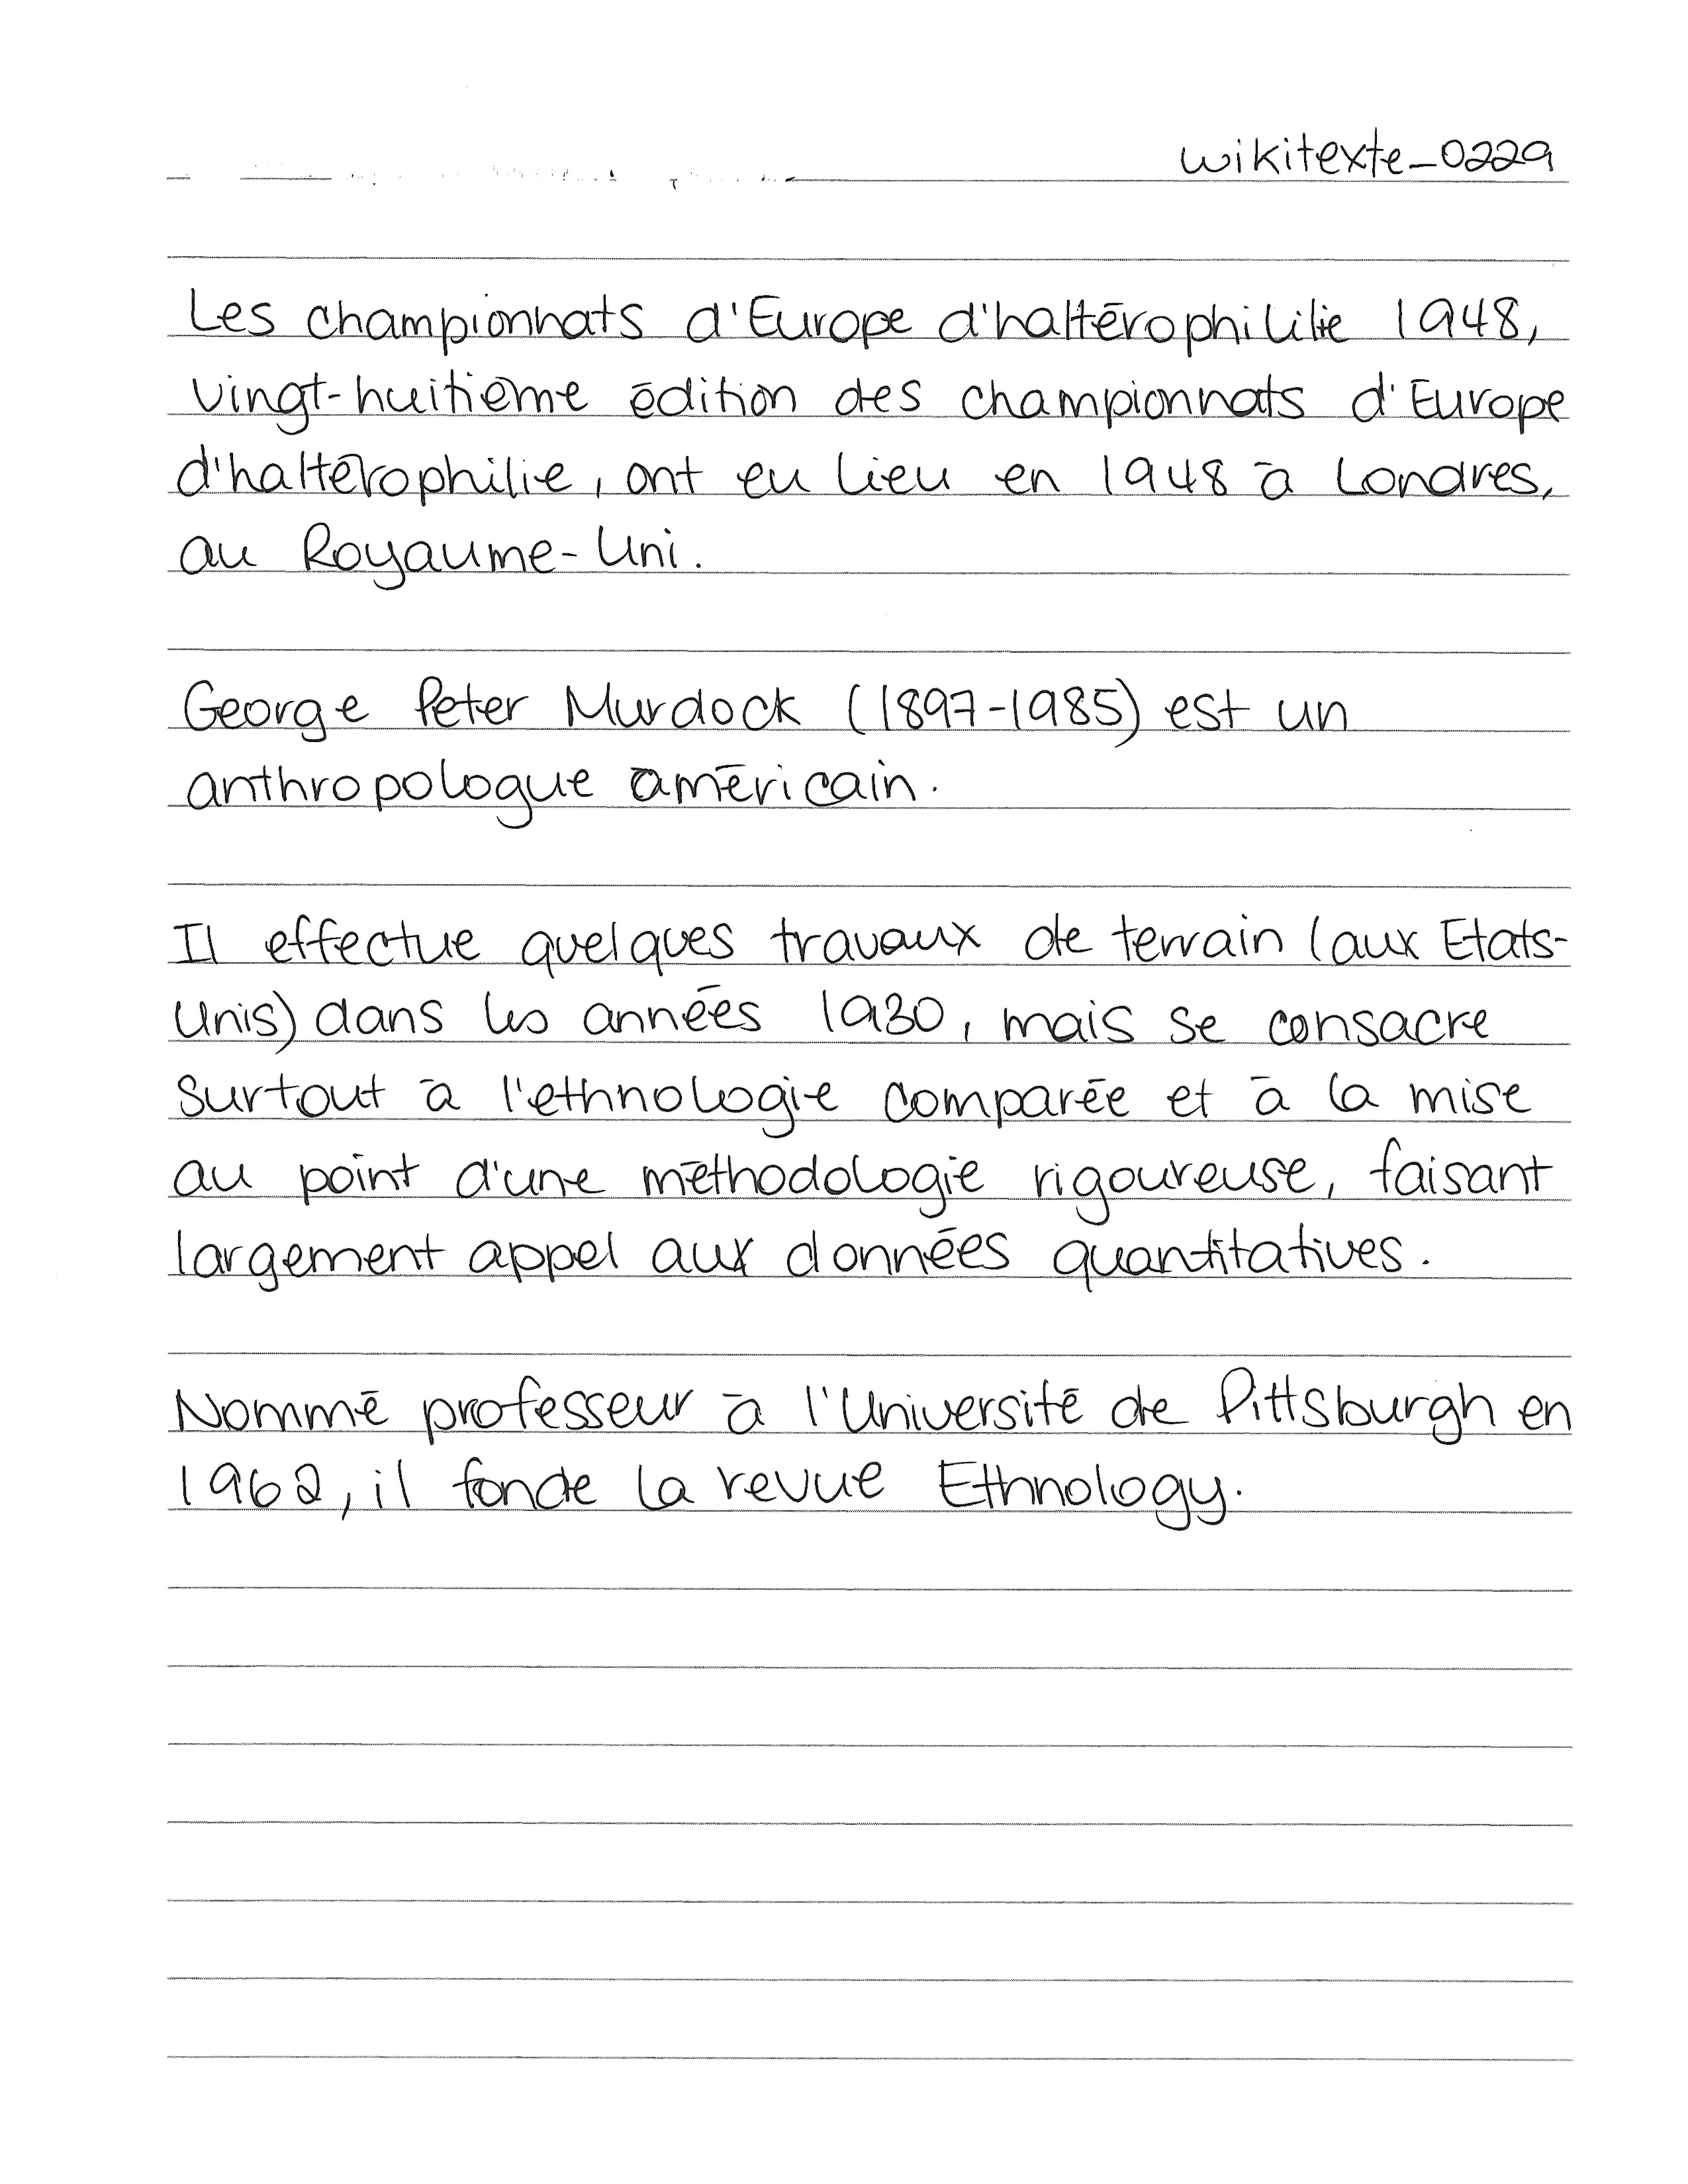 wikitexte_0229
Les championnats d'Europe d'haltérophililie 1948,
vingt-huitième édition des championnats d'Europe
d'haltérophilie, ont eu lieu en 1948 à Londres,
au Royaume-Uni.
George Peter Murdock (1897-1985) est un
anthropologue américain.
Il effectue quelques travaux de terrain (aux Etats-
Unis) dans les années 1930, mais se consacre
surtout à l'ethnologie comparée et à la mise
au point d'une méthodologie rigoureuse, faisant
largement appel aux données quantitatives.
Nommé professeur à l'Université de Pittsburgh en
1962, il fonde la revue Ethnology.